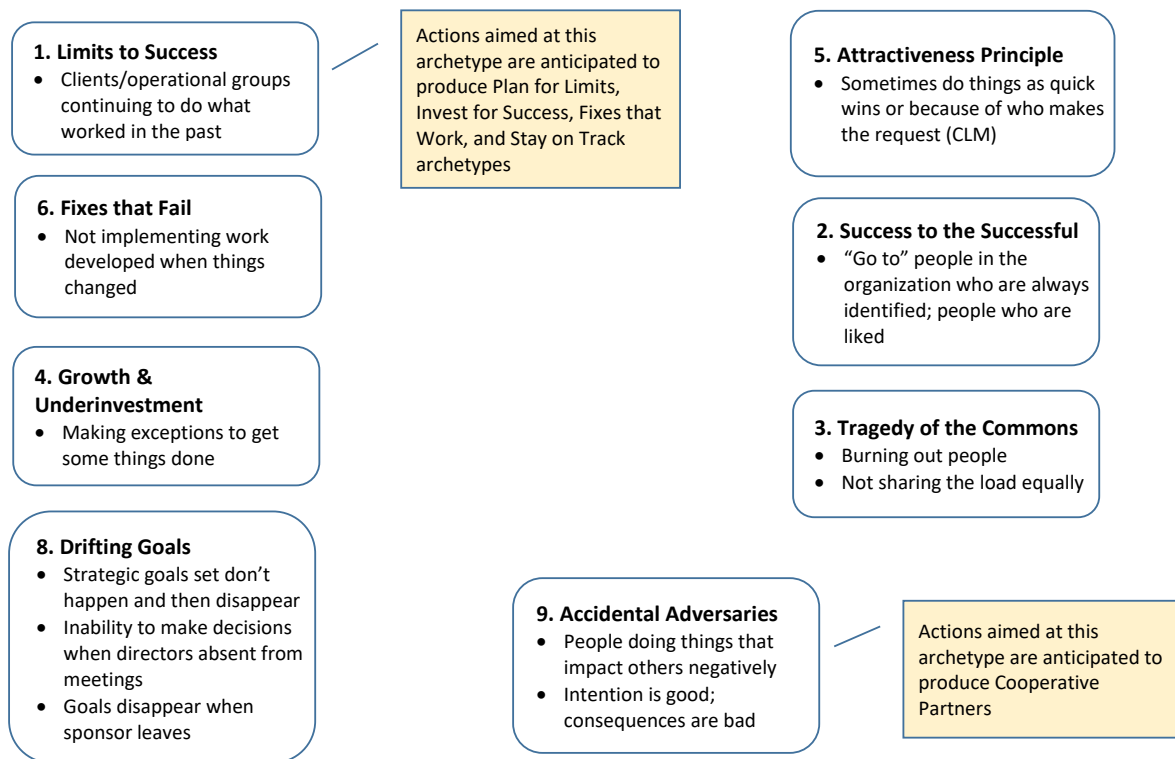 1. Limits to Success
• Clients/operational groups
continuing to do what
worked in the past
Actions aimed at this
archetype are anticipated to
produce Plan for Limits,
Invest for Success, Fixes that
Work, and Stay on Track
archetypes
5. Attractiveness Principle
• Sometimes do things as quick
wins or because of who makes
the request (CLM)
6. Fixes that Fail
• Not implementing work
developed when things
changed
2. Success to the Successful
• “Go to” people in the
organization who are always
identified; people who are
liked
4. Growth &
Underinvestment
• Making exceptions to get
some things done
3. Tragedy of the Commons
• Burning out people
• Not sharing the load equally
8. Drifting Goals
• Strategic goals set don’t
happen and then disappear
• Inability to make decisions
when directors absent from
meetings
• Goals disappear when
sponsor leaves
9. Accidental Adversaries
• People doing things that
impact others negatively
• Intention is good;
consequences are bad
Actions aimed at this
archetype are anticipated to
produce Cooperative
Partners